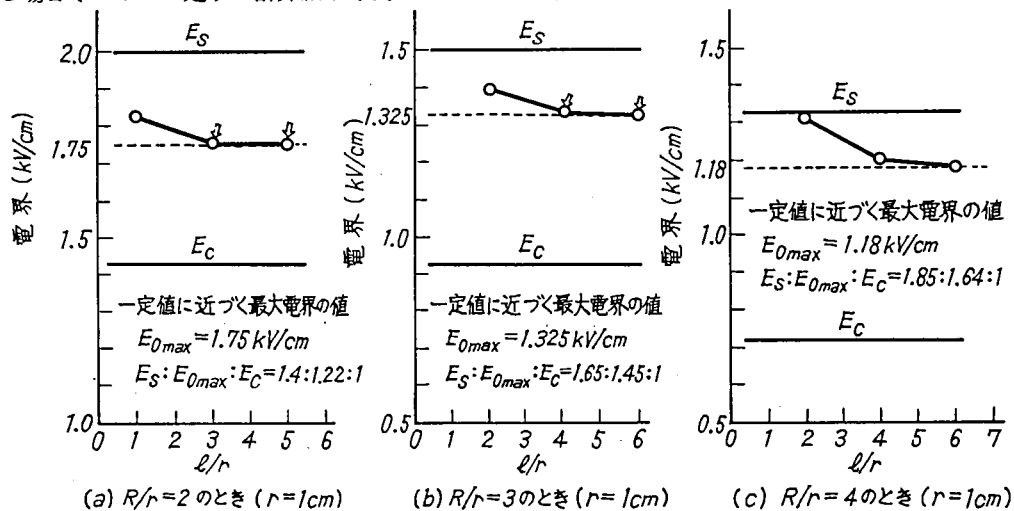 E_S
2.0
1.75
1.5
1.0
電界 (kV/cm)
E_C
一定値に近づく最大電界の値
E_0max=1.75kV/cm
E_S:E_0max:E_C=1.4:1.22:1
0 1 2 3 4 5 6
ℓ/r
(a) R/r=2のとき (r=1cm)
E_S
1.5
1.325
1.0
0.5
電界 (kV/cm)
E_C
一定値に近づく最大電界の値
E_0max=1.325kV/cm
E_S:E_0max:E_C=1.65:1.45:1
0 1 2 3 4 5 6
ℓ/r
(b) R/r=3のとき (r=1cm)
1.5
E_S
1.18
1.0
0.5
電界 (kV/cm)
一定値に近づく最大電界の値
E_0max=1.18kV/cm
E_S:E_0max:E_C=1.85:1.64:1
E_C
0 1 2 3 4 5 6 7
ℓ/r
(c) R/r=4のとき (r=1cm)